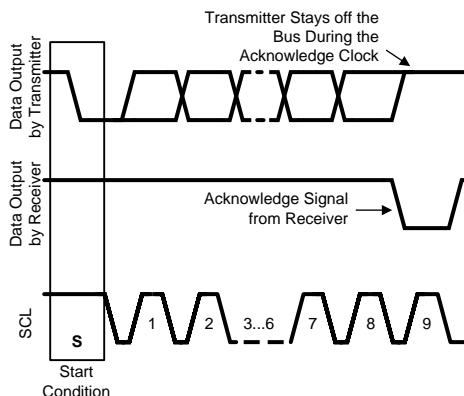 Transmitter Stays off the
Bus During the
Acknowledge Clock
Data Output
by Transmitter
Data Output
by Receiver
Acknowledge Signal
from Receiver
SCL
S
1
2
3...6
7
8
9
Start
Condition